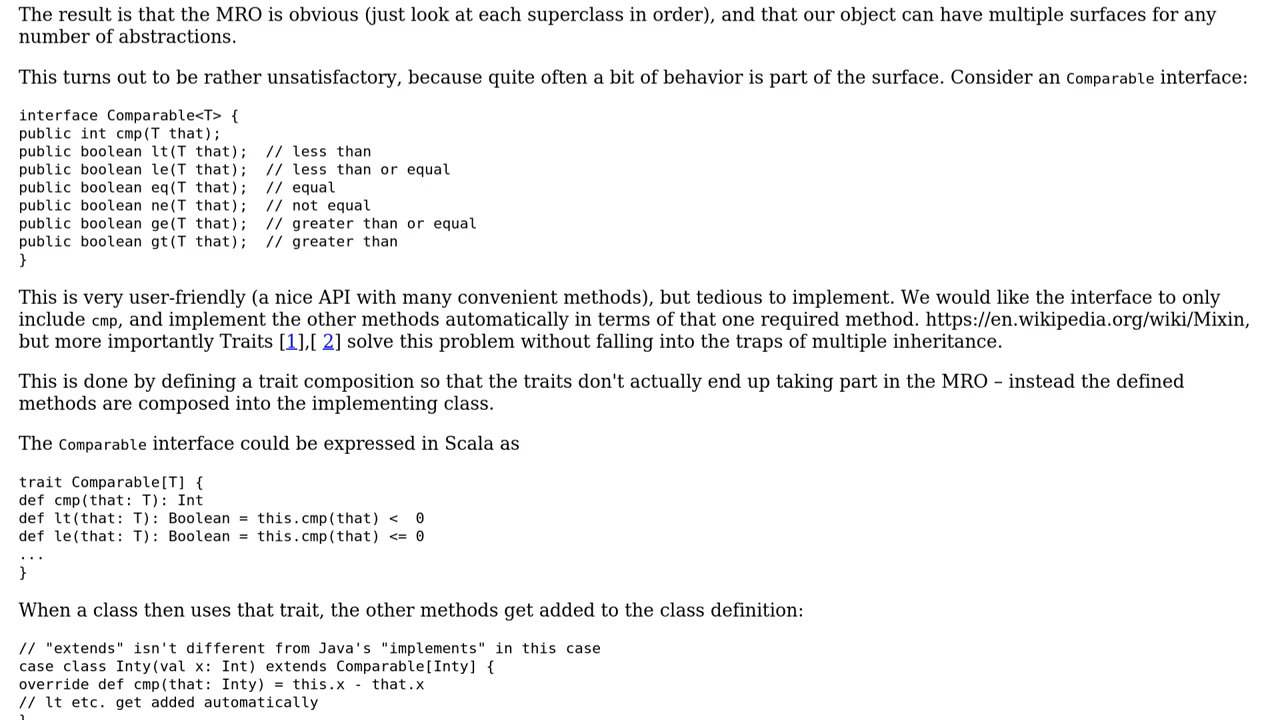 The result is that the MRO is obvious (just look at each superclass in order), and that our object can have multiple surfaces for any
number of abstractions.
This turns out to be rather unsatisfactory, because quite often a bit of behavior is part of the surface. Consider an Comparable interface:
interface Comparable<T> {
public int cmp(T that);
public boolean lt(T that);  // less than
public boolean le(T that);  // less than or equal
public boolean eq(T that);  // equal
public boolean ne(T that);  // not equal
public boolean ge(T that);  // greater than or equal
public boolean gt(T that);  // greater than
}
This is very user-friendly (a nice API with many convenient methods), but tedious to implement. We would like the interface to only
include cmp, and implement the other methods automatically in terms of that one required method. https://en.wikipedia.org/wiki/Mixin,
but more importantly Traits [1],[ 2] solve this problem without falling into the traps of multiple inheritance.
This is done by defining a trait composition so that the traits don't actually end up taking part in the MRO – instead the defined
methods are composed into the implementing class.
The Comparable interface could be expressed in Scala as
trait Comparable[T] {
def cmp(that: T): Int
def lt(that: T): Boolean = this.cmp(that) <  0
def le(that: T): Boolean = this.cmp(that) <= 0
...
}
When a class then uses that trait, the other methods get added to the class definition:
// "extends" isn't different from Java's "implements" in this case
case class Inty(val x: Int) extends Comparable[Inty] {
override def cmp(that: Inty) = this.x - that.x
// lt etc. get added automatically
}